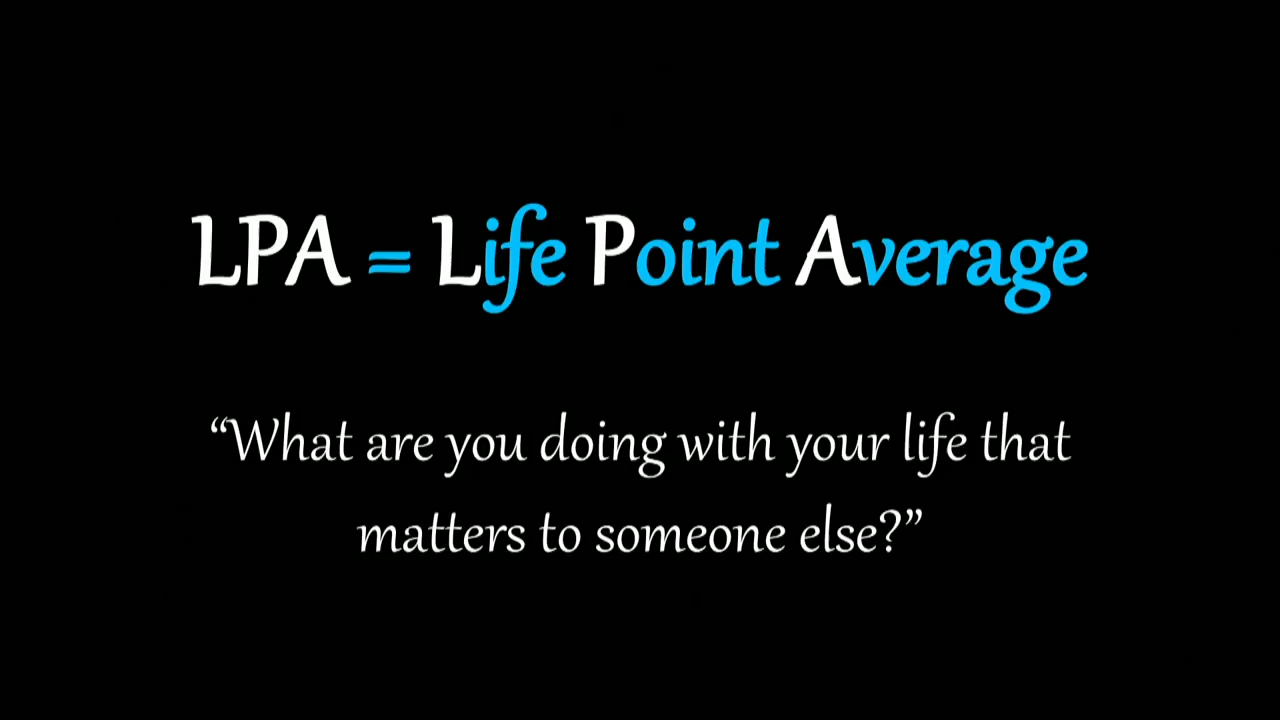 LPA = Life Point Average
“What are you doing with your life that
matters to someone else?”